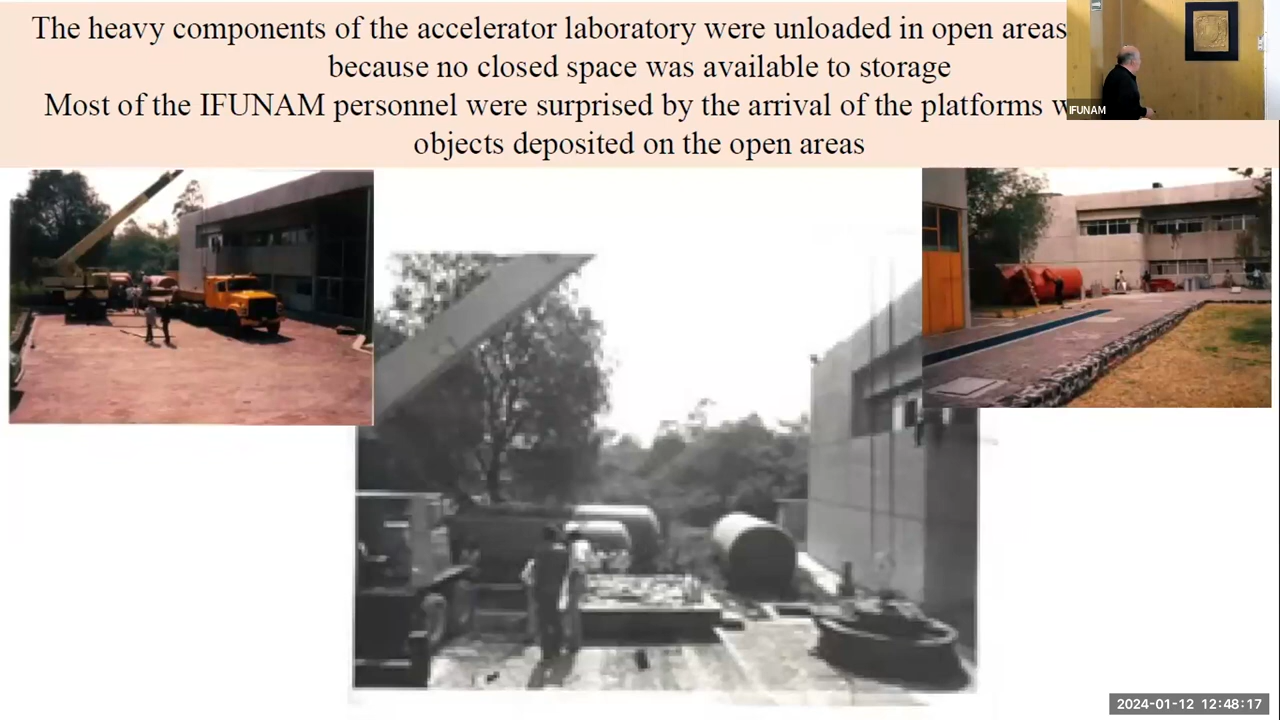 The heavy components of the accelerator laboratory were unloaded in open areas
because no closed space was available to storage
Most of the IFUNAM personnel were surprised by the arrival of the platforms w
objects deposited on the open areas
IFUNAM
2024-01-12 12:48:17